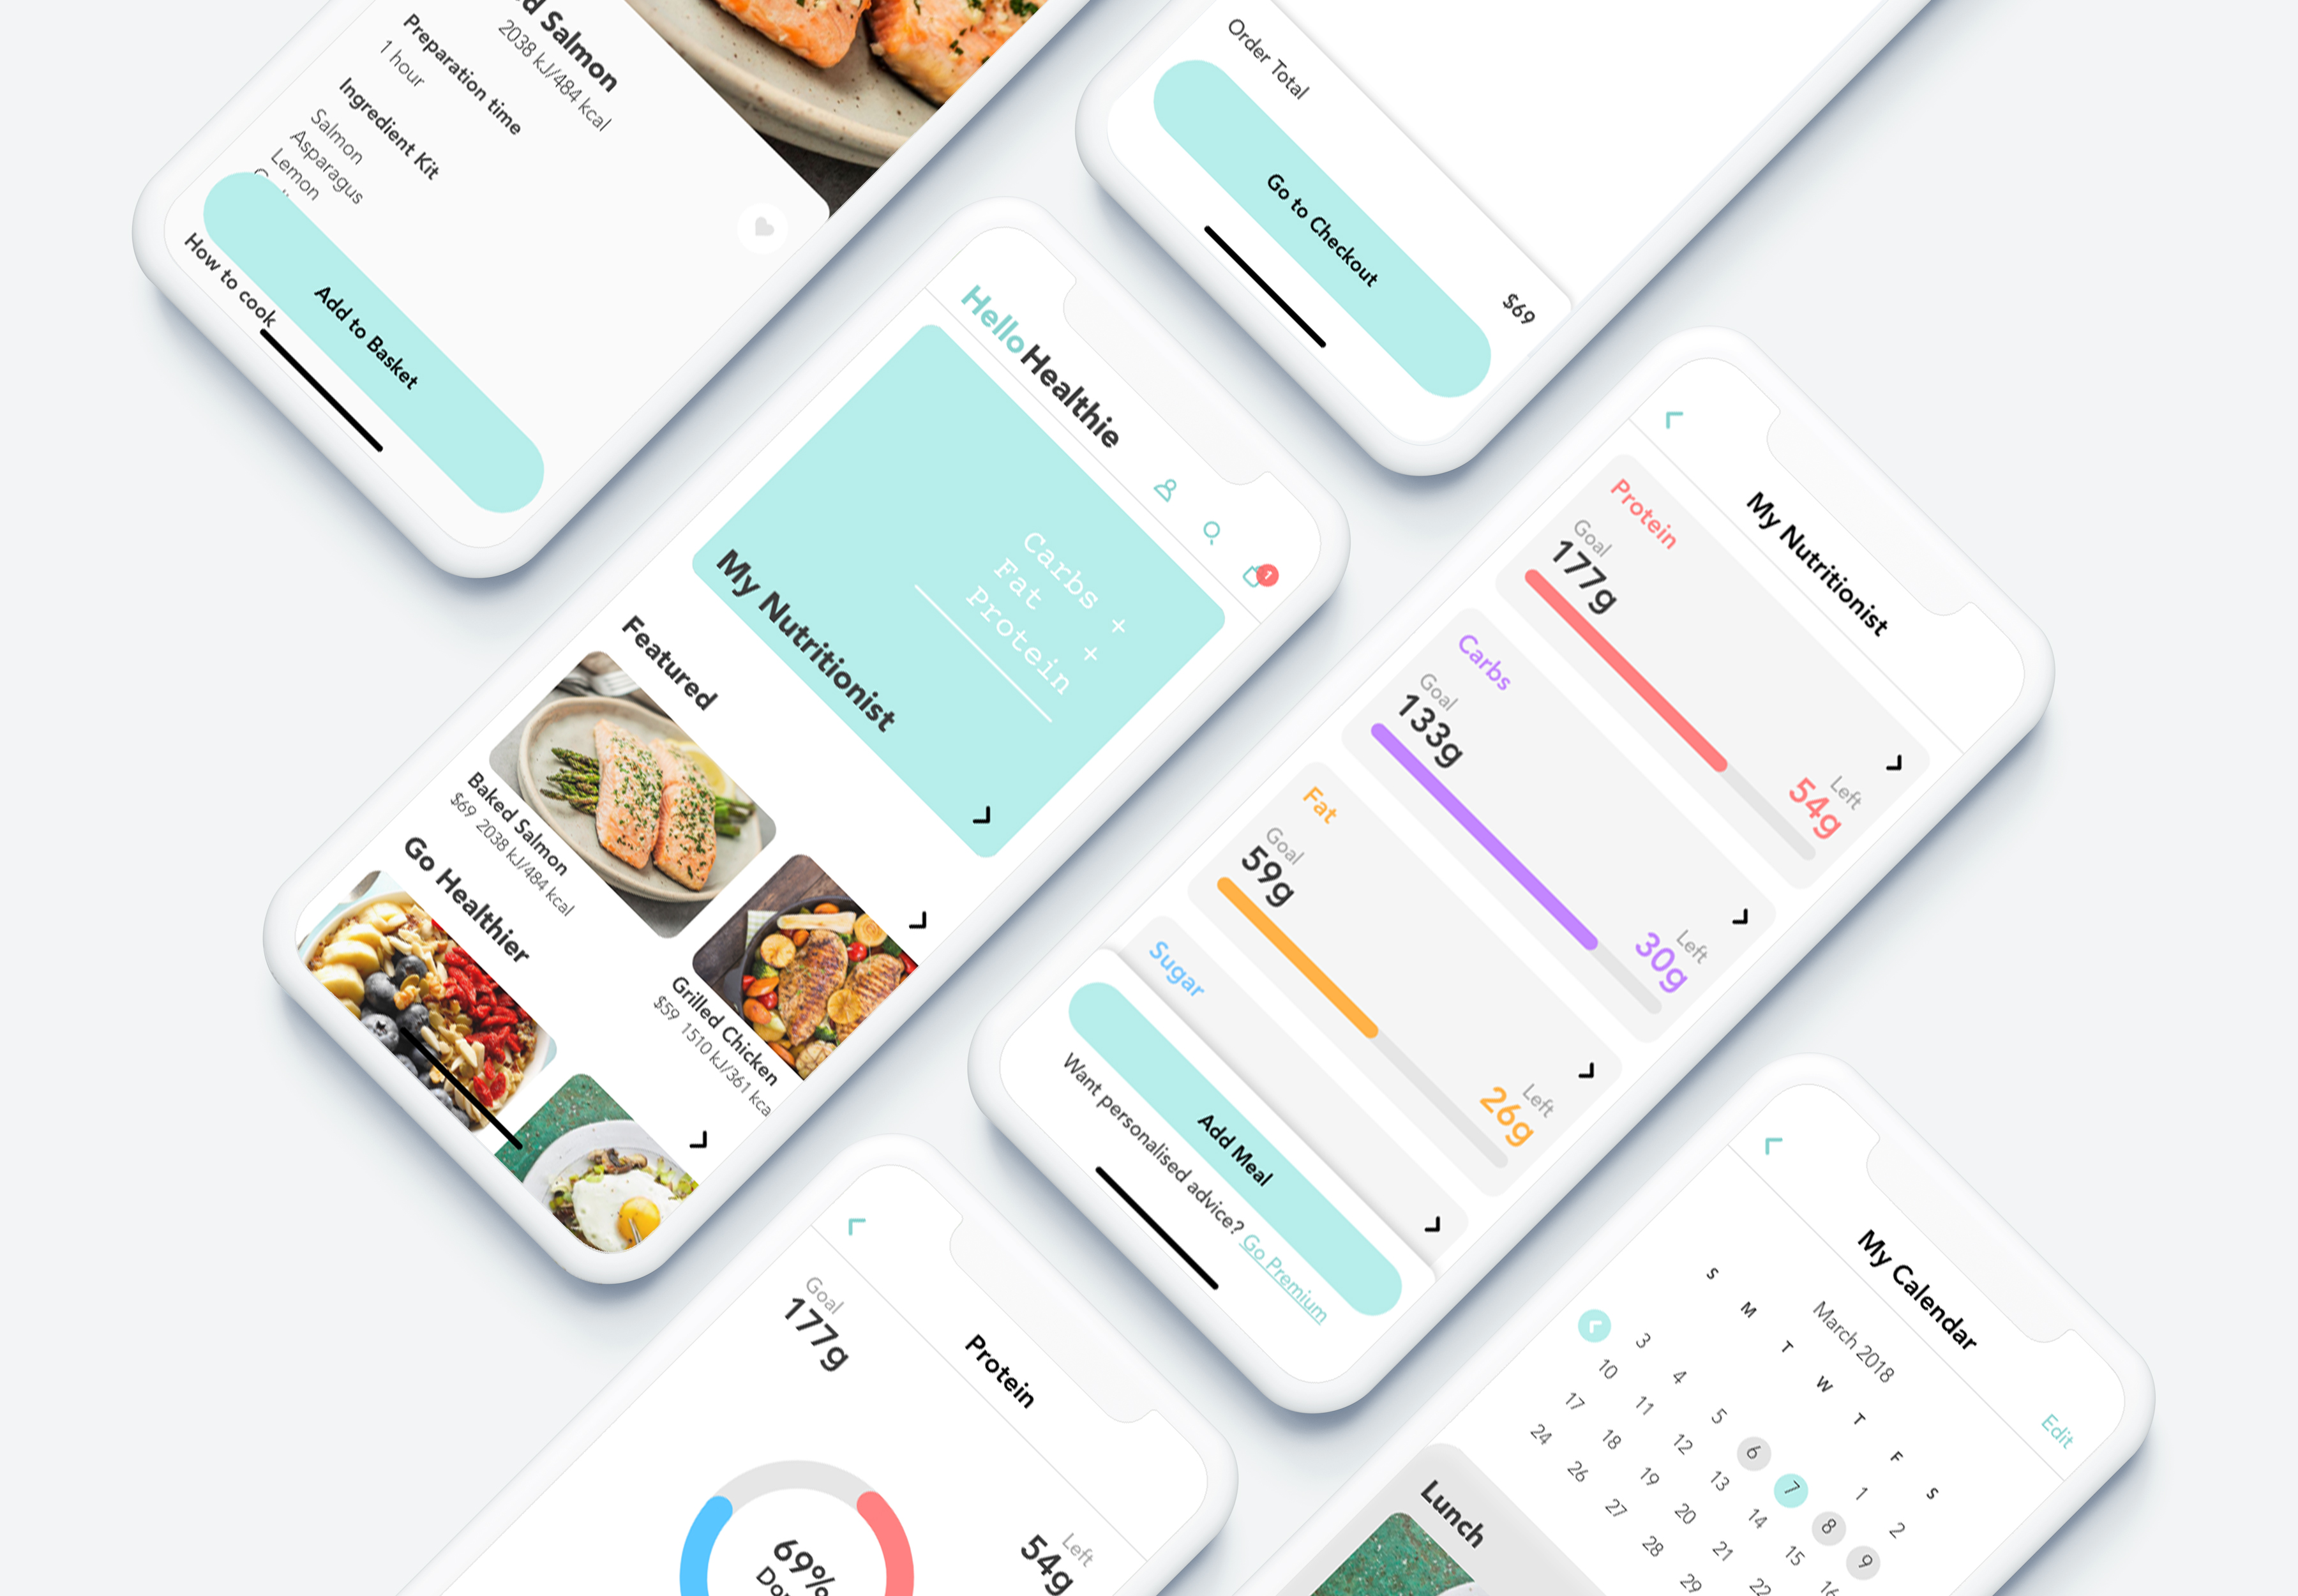 d Salmon
2038 kJ/484 kcal
Preparation time
1 hour
Ingredient Kit
Salmon
Asparagus
Lemon
Add to Basket
How to cook
Order Total
$69
Go to Checkout
HelloHealthie
1
Carbs +
Fat +
Protein
My Nutritionist
Featured
Baked Salmon
$69 2038 kJ/484 kcal
Grilled Chicken
$59 1510 kJ/361 kca
Go Healthier
My Nutritionist
Protein
Goal
177g
Left
54g
Carbs
Goal
133g
Left
30g
Fat
Goal
59g
Left
26g
Sugar
Add Meal
Want personalised advice? Go Premium
Protein
Goal
177g
Left
54g
69%
My Calendar
Edit
March 2018
S M T W T F S
1 2
3 4 5 6 7 8 9
10 11 12 13 14 15 16
17 18 19 20 21 22
24 26 27 28 29
Lunch